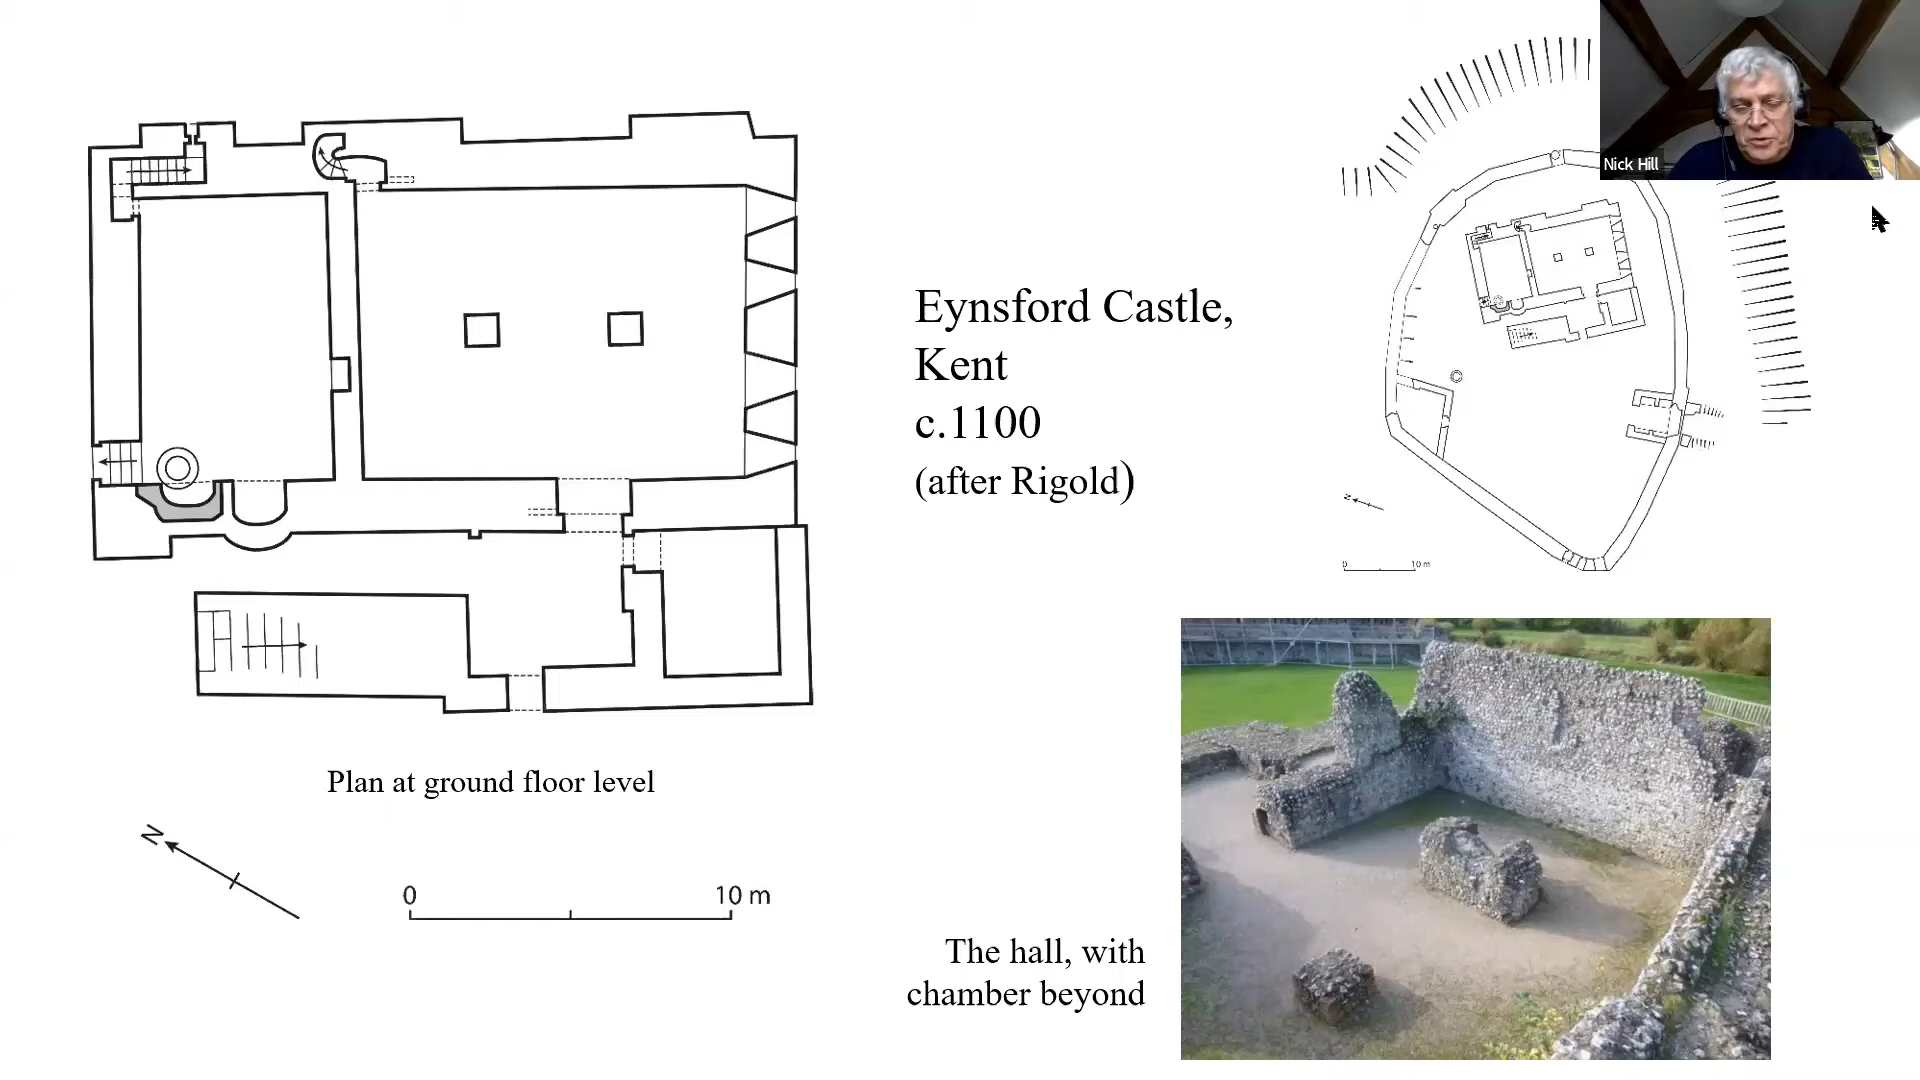 Nick Hill
Eynsford Castle,
Kent
c.1100
(after Rigold)
N
0 10 m
Plan at ground floor level
N
0 10 m
The hall, with
chamber beyond